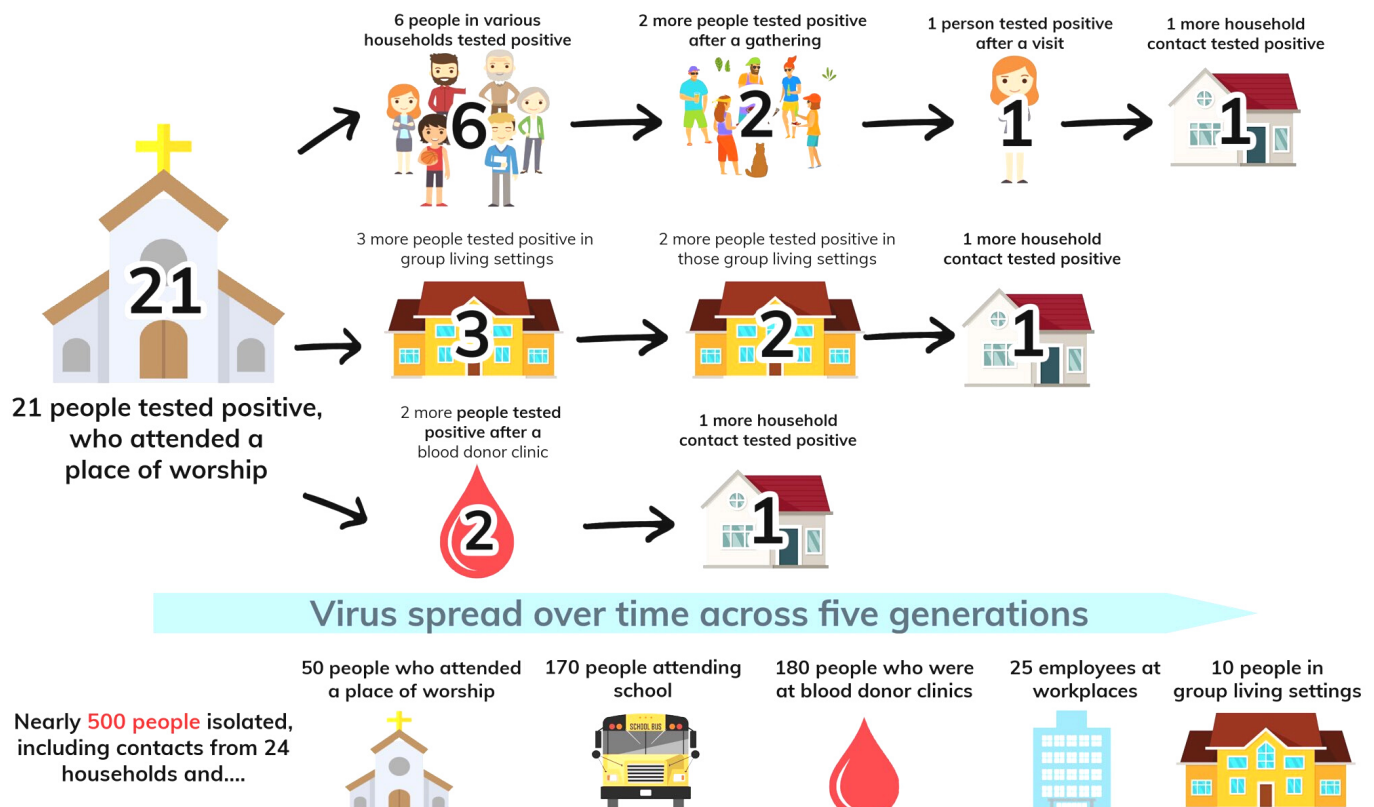 6 people in various
households tested positive
6
2 more people tested positive
after a gathering
2
1 person tested positive
after a visit
1
1 more household
contact tested positive
1
21
21 people tested positive,
who attended a
place of worship
3 more people tested positive in
group living settings
3
2 more people tested positive in
those group living settings
2
1 more household
contact tested positive
1
2 more people tested
positive after a
blood donor clinic
2
1 more household
contact tested positive
1
Virus spread over time across five generations
Nearly 500 people isolated,
including contacts from 24
households and....
50 people who attended
a place of worship
170 people attending
school
SCHOOL BUS
180 people who were
at blood donor clinics
25 employees at
workplaces
10 people in
group living settings